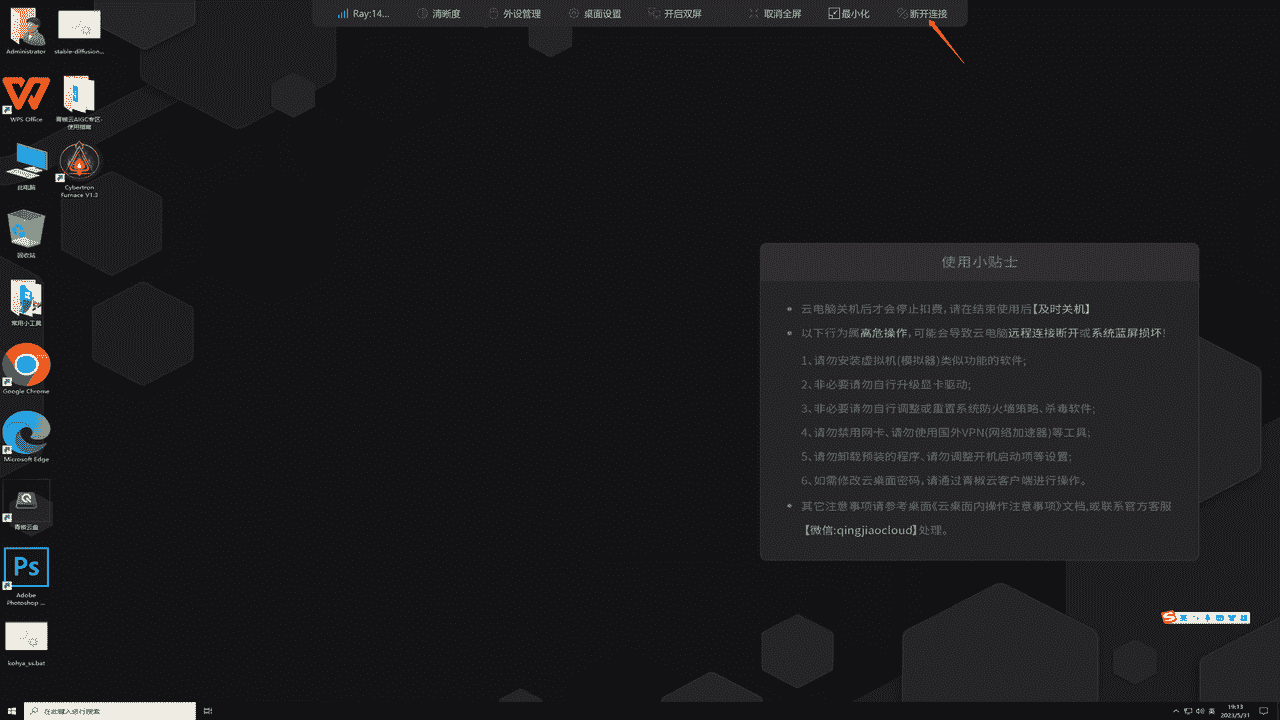 Ray:14...
清晰度
外设管理
桌面设置
开启双屏
取消全屏
最小化
断开连接
Administrator
stable-diffusion...
WPS Office
青椒云AIGC专区-
使用指南
此电脑
Cybertron
Furnace V1.3
回收站
常用小工具
Google Chrome
Microsoft Edge
青椒云盘
Ps
Adobe
Photoshop ...
kohya_ss.bat
使用小贴士
云电脑关机后才会停止扣费,请在结束使用后【及时关机】
以下行为属高危操作,可能会导致云电脑远程连接断开或系统蓝屏损坏!
1、请勿安装虚拟机(模拟器)类似功能的软件;
2、非必要请勿自行升级显卡驱动;
3、非必要请勿自行调整或重置系统防火墙策略、杀毒软件;
4、请勿禁用网卡、请勿使用国外VPN(网络加速器)等工具;
5、请勿卸载预装的程序、请勿调整开机启动项等设置;
6、如需修改云桌面密码,请通过青椒云客户端进行操作。
其它注意事项请参考桌面《云桌面内操作注意事项》文档,或联系官方客服
【微信:qingjiaocloud】处理。
英
在此键入进行搜索
英
19:13
2023/5/31